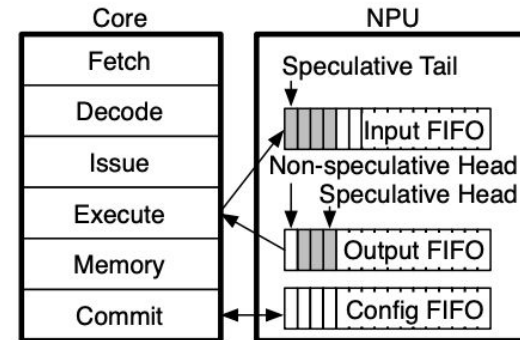 Core
Fetch
Decode
Issue
Execute
Memory
Commit
NPU
Speculative Tail
Input FIFO
Non-speculative Head
Speculative Head
Output FIFO
Config FIFO